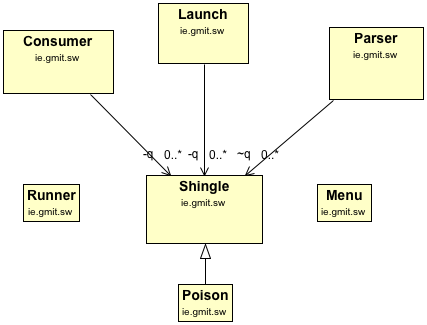 Launch
ie.gmit.sw
Consumer
ie.gmit.sw
Parser
ie.gmit.sw
-q 0..* -q 0..* ~q 0..*
Shingle
ie.gmit.sw
Runner
ie.gmit.sw
Menu
ie.gmit.sw
Poison
ie.gmit.sw